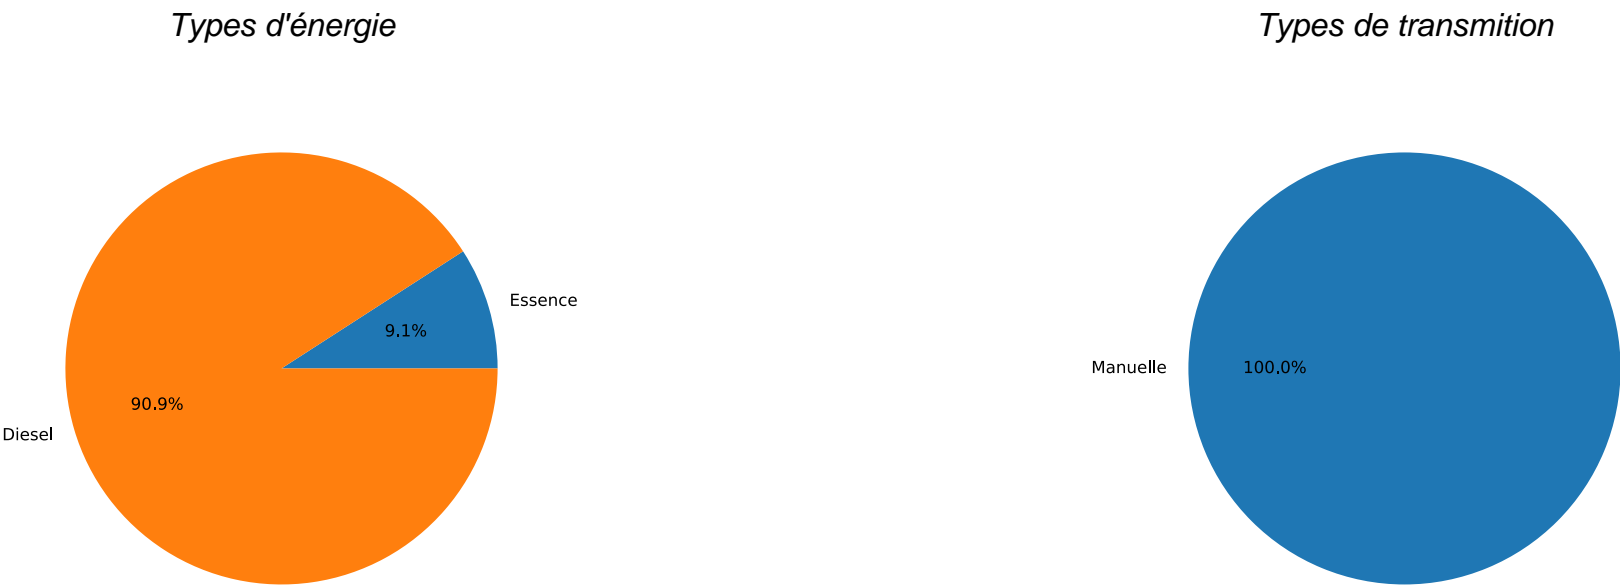 Types d'énergie
Essence
9.1%
90.9%
Diesel
Types de transmition
Manuelle
100.0%